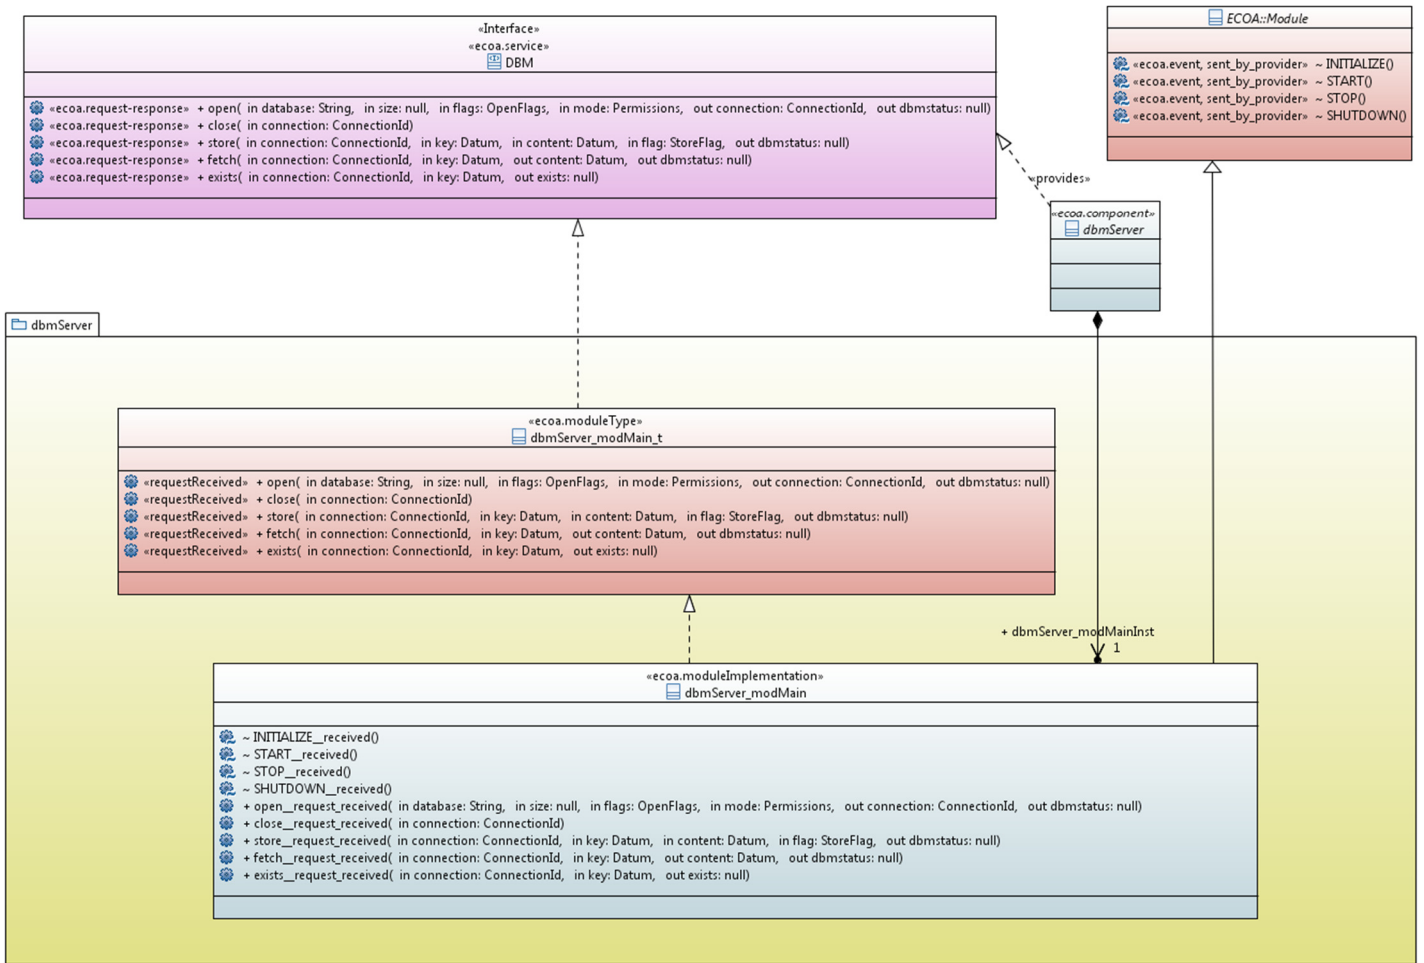 «Interface»
«ecoa.service»
DBM
«ecoa.request-response» + open( in database: String, in size: null, in flags: OpenFlags, in mode: Permissions, out connection: ConnectionId, out dbmstatus: null)
«ecoa.request-response» + close( in connection: ConnectionId)
«ecoa.request-response» + store( in connection: ConnectionId, in key: Datum, in content: Datum, in flag: StoreFlag, out dbmstatus: null)
«ecoa.request-response» + fetch( in connection: ConnectionId, in key: Datum, out content: Datum, out dbmstatus: null)
«ecoa.request-response» + exists( in connection: ConnectionId, in key: Datum, out exists: null)
ECOA::Module
«ecoa.event, sent_by_provider» ~ INITIALIZE()
«ecoa.event, sent_by_provider» ~ START()
«ecoa.event, sent_by_provider» ~ STOP()
«ecoa.event, sent_by_provider» ~ SHUTDOWN()
«provides»
«ecoa.component»
dbmServer
dbmServer
«ecoa.moduleType»
dbmServer_modMain_t
«requestReceived» + open( in database: String, in size: null, in flags: OpenFlags, in mode: Permissions, out connection: ConnectionId, out dbmstatus: null)
«requestReceived» + close( in connection: ConnectionId)
«requestReceived» + store( in connection: ConnectionId, in key: Datum, in content: Datum, in flag: StoreFlag, out dbmstatus: null)
«requestReceived» + fetch( in connection: ConnectionId, in key: Datum, out content: Datum, out dbmstatus: null)
«requestReceived» + exists( in connection: ConnectionId, in key: Datum, out exists: null)
+ dbmServer_modMainInst
1
«ecoa.moduleImplementation»
dbmServer_modMain
~ INITIALIZE__received()
~ START__received()
~ STOP__received()
~ SHUTDOWN__received()
+ open__request_received( in database: String, in size: null, in flags: OpenFlags, in mode: Permissions, out connection: ConnectionId, out dbmstatus: null)
+ close__request_received( in connection: ConnectionId)
+ store__request_received( in connection: ConnectionId, in key: Datum, in content: Datum, in flag: StoreFlag, out dbmstatus: null)
+ fetch__request_received( in connection: ConnectionId, in key: Datum, out content: Datum, out dbmstatus: null)
+ exists__request_received( in connection: ConnectionId, in key: Datum, out exists: null)